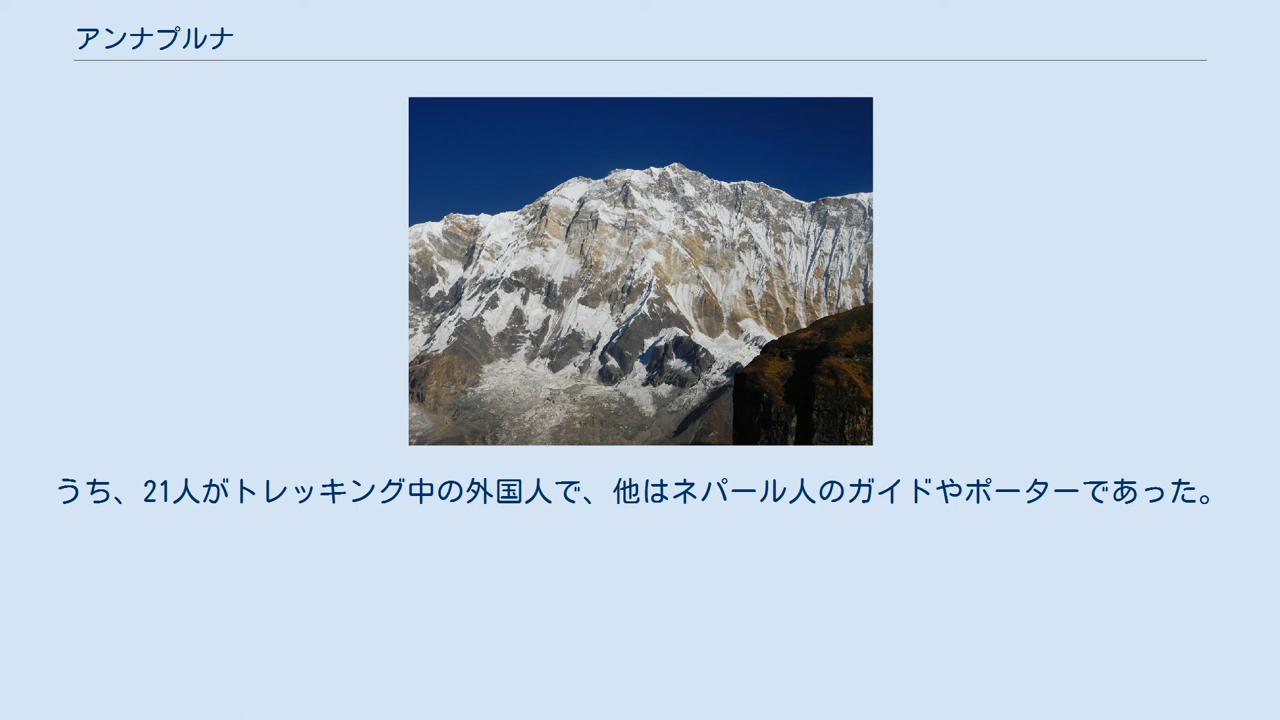 アンナプルナ
うち、21人がトレッキング中の外国人で、他はネパール人のガイドやポーターであった。